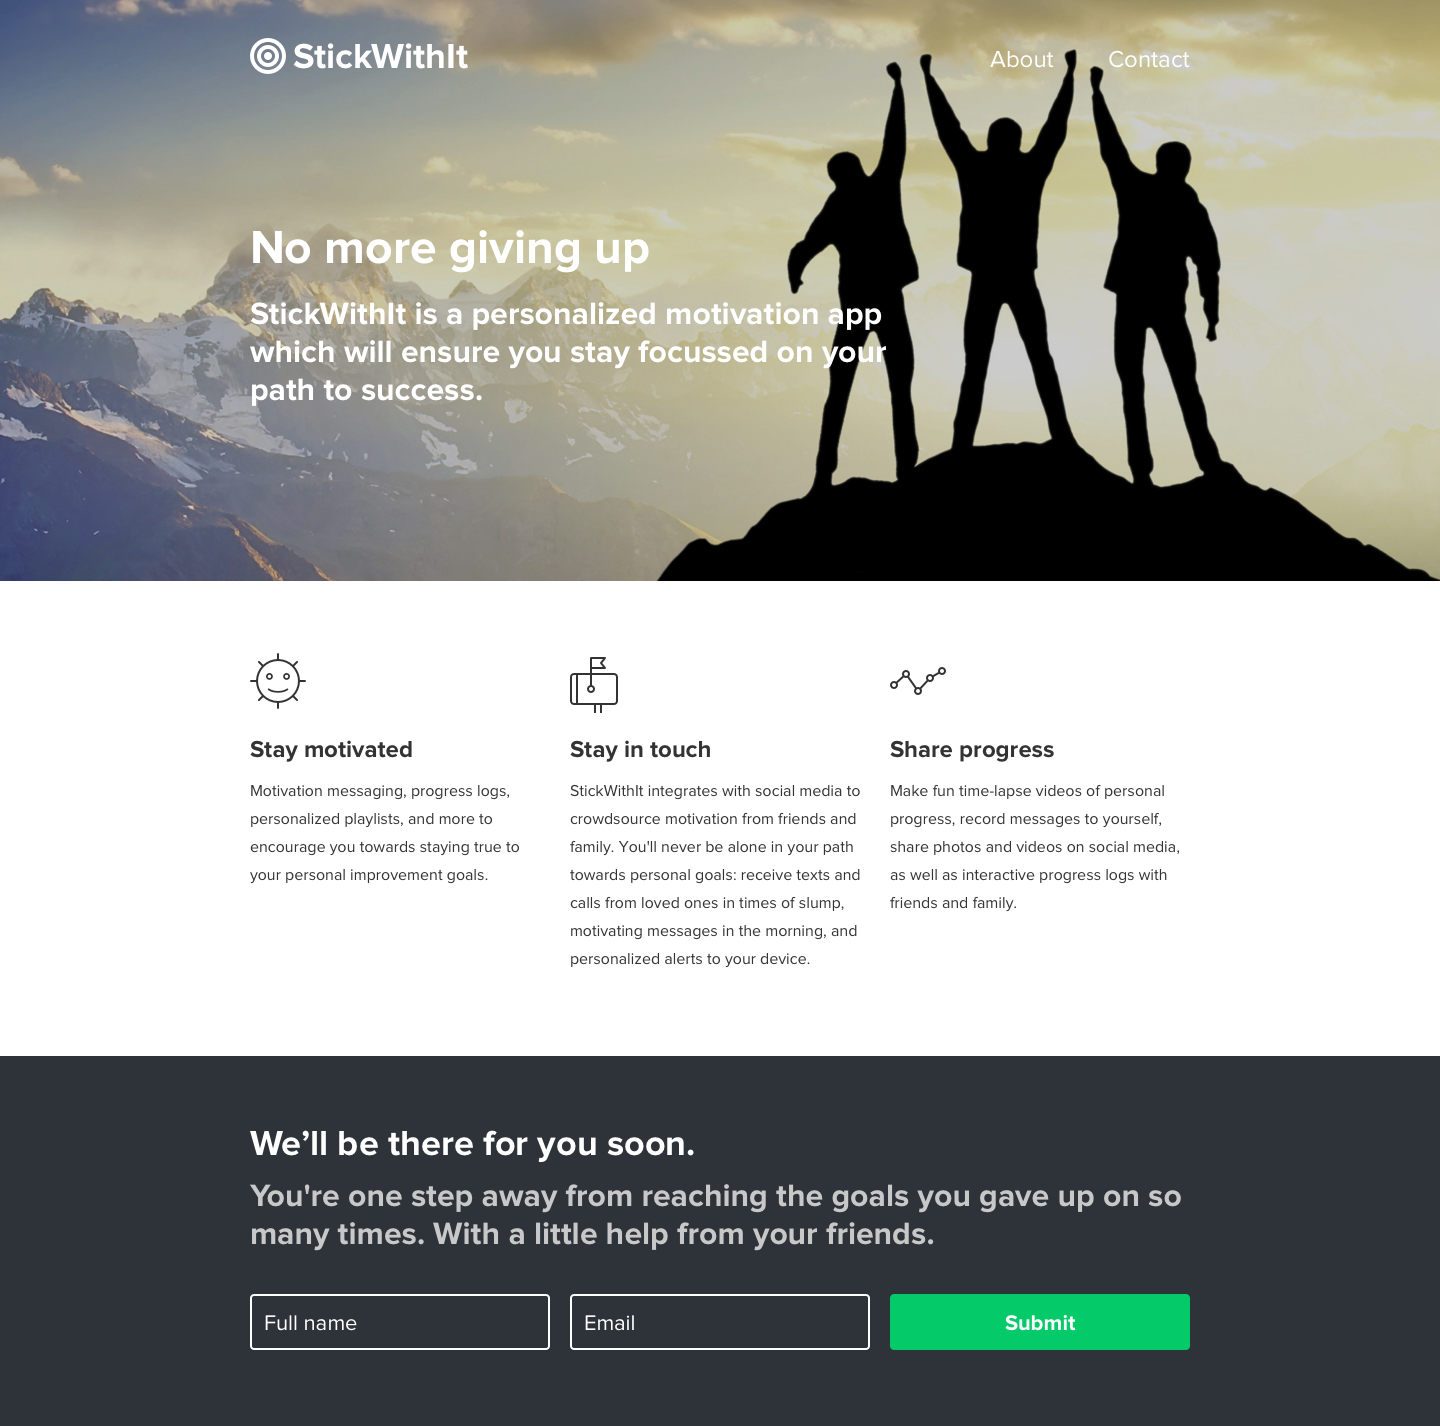 StickWithIt
About
Contact
No more giving up
StickWithIt is a personalized motivation app
which will ensure you stay focussed on your
path to success.
Stay motivated
Motivation messaging, progress logs,
personalized playlists, and more to
encourage you towards staying true to
your personal improvement goals.
Stay in touch
StickWithIt integrates with social media to
crowdsource motivation from friends and
family. You'll never be alone in your path
towards personal goals: receive texts and
calls from loved ones in times of slump,
motivating messages in the morning, and
personalized alerts to your device.
Share progress
Make fun time-lapse videos of personal
progress, record messages to yourself,
share photos and videos on social media,
as well as interactive progress logs with
friends and family.
We’ll be there for you soon.
You're one step away from reaching the goals you gave up on so
many times. With a little help from your friends.
Full name
Email
Submit